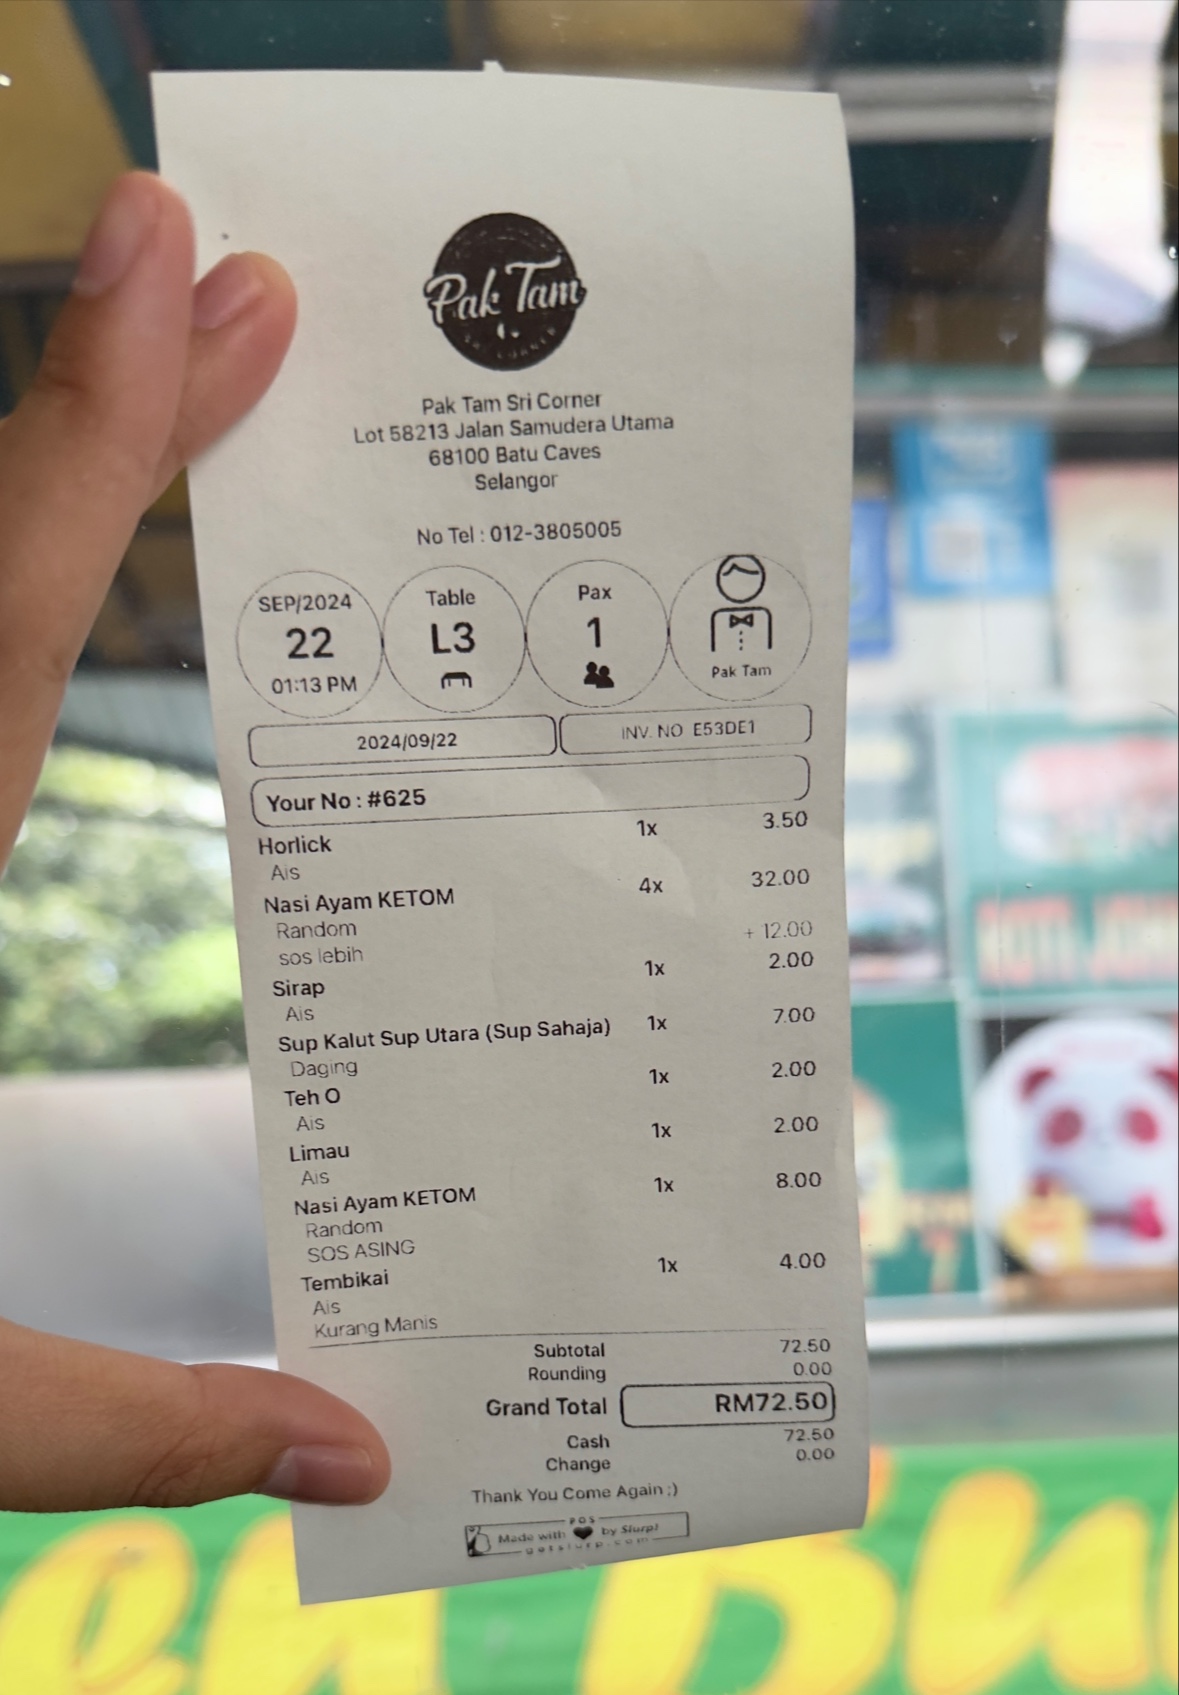 Pak Tam
Pak Tam Sri Corner
Lot 58213 Jalan Samudera Utama
68100 Batu Caves
Selangor
No Tel : 012-3805005
SEP/2024
22
01:13 PM
Table
L3
Pax
1
Pak Tam
2024/09/22
INV. NO E53DE1
Your No : #625
Horlick 1x 3.50
Ais
Nasi Ayam KETOM 4x 32.00
Random
sos lebih + 12.00
Sirap 1x 2.00
Ais
Sup Kalut Sup Utara (Sup Sahaja) 1x 7.00
Daging
Teh O 1x 2.00
Ais
Limau 1x 2.00
Ais
Nasi Ayam KETOM 1x 8.00
Random
SOS ASING
Tembikai 1x 4.00
Ais
Kurang Manis
Subtotal 72.50
Rounding 0.00
Grand Total RM72.50
Cash 72.50
Change 0.00
Thank You Come Again ;)
POS
Made with ♥ by Slurp!
getslurp.com